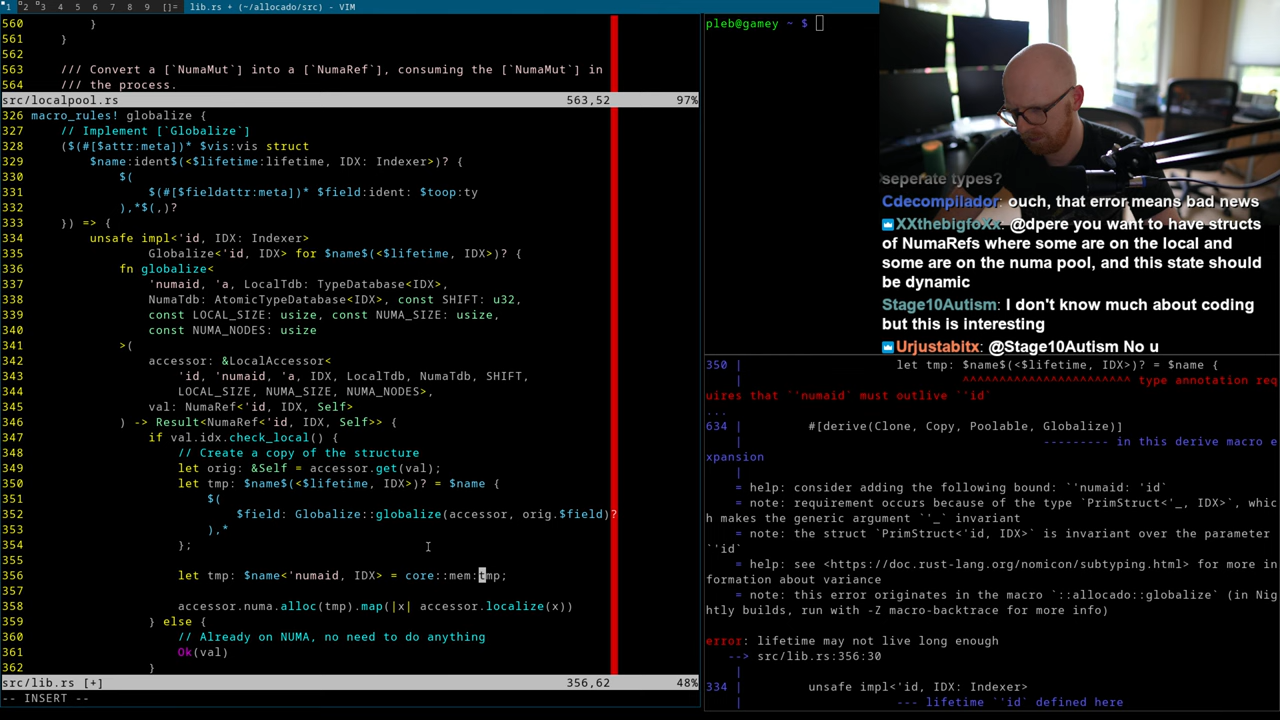 1 2 3 4 5 6 7 8 9 []= lib.rs + (~/allocado/src) - VIM
560 }
561 }
562
563 /// Convert a [`NumaMut`] into a [`NumaRef`], consuming the [`NumaMut`] in
564 /// the process.
src/localpool.rs 563,52 97%
326 macro_rules! globalize {
327 // Implement [`Globalize`]
328 ($(#[$attr:meta])* $vis:vis struct
329 $name:ident$(<$lifetime:lifetime, IDX: Indexer>)? {
330 $(
331 $(#[$fieldattr:meta])* $field:ident: $toop:ty
332 ),*$(,)?
333 }) => {
334 unsafe impl<'id, IDX: Indexer>
335 Globalize<'id, IDX> for $name$(<$lifetime, IDX>)? {
336 fn globalize<
337 'numaid, 'a, LocalTdb: TypeDatabase<IDX>,
338 NumaTdb: AtomicTypeDatabase<IDX>, const SHIFT: u32,
339 const LOCAL_SIZE: usize, const NUMA_SIZE: usize,
340 const NUMA_NODES: usize
341 >(
342 accessor: &LocalAccessor<
343 'id, 'numaid, 'a, IDX, LocalTdb, NumaTdb, SHIFT,
344 LOCAL_SIZE, NUMA_SIZE, NUMA_NODES>,
345 val: NumaRef<'id, IDX, Self>
346 ) -> Result<NumaRef<'id, IDX, Self>> {
347 if val.idx.check_local() {
348 // Create a copy of the structure
349 let orig: &Self = accessor.get(val);
350 let tmp: $name$(<$lifetime, IDX>)? = $name {
351 $(
352 $field: Globalize::globalize(accessor, orig.$field)?
353 ),*
354 };
355
356 let tmp: $name<'numaid, IDX> = core::mem:tmp;
357
358 accessor.numa.alloc(tmp).map(|x| accessor.localize(x))
359 } else {
360 // Already on NUMA, no need to do anything
361 Ok(val)
362 }
src/lib.rs [+] 356,62 48%
-- INSERT --
pleb@gamey ~ $
seperate types?
Cdecompilador: ouch, that error means bad news
XXthebigfoXx: @dpere you want to have structs
of NumaRefs where some are on the local and
some are on the numa pool, and this state should
be dynamic
Stage10Autism: I don't know much about coding
but this is interesting
Urjustabitx: @Stage10Autism No u
350 | let tmp: $name$(<$lifetime, IDX>)? = $name {
| ^^^^^^^^^^^^^^^^^^^^^^^ type annotation req
uires that `'numaid` must outlive `'id`
...
634 | #[derive(Clone, Copy, Poolable, Globalize)]
| --------- in this derive macro e
xpansion
|
= help: consider adding the following bound: `'numaid: 'id`
= note: requirement occurs because of the type `PrimStruct<'_, IDX>`, whic
h makes the generic argument `'_` invariant
= note: the struct `PrimStruct<'id, IDX>` is invariant over the parameter
`'id`
= help: see <https://doc.rust-lang.org/nomicon/subtyping.html> for more in
formation about variance
= note: this error originates in the macro `::allocado::globalize` (in Nig
htly builds, run with -Z macro-backtrace for more info)
error: lifetime may not live long enough
--> src/lib.rs:356:30
|
334 | unsafe impl<'id, IDX: Indexer>
| --- lifetime `'id` defined here